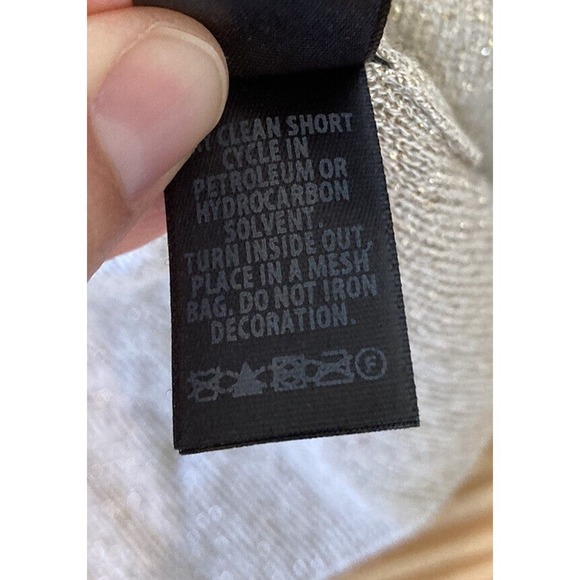 CLEAN SHORT
CYCLE IN
PETROLEUM OR
HYDROCARBON
SOLVENT.
TURN INSIDE OUT,
PLACE IN A MESH
BAG. DO NOT IRON
DECORATION.
F